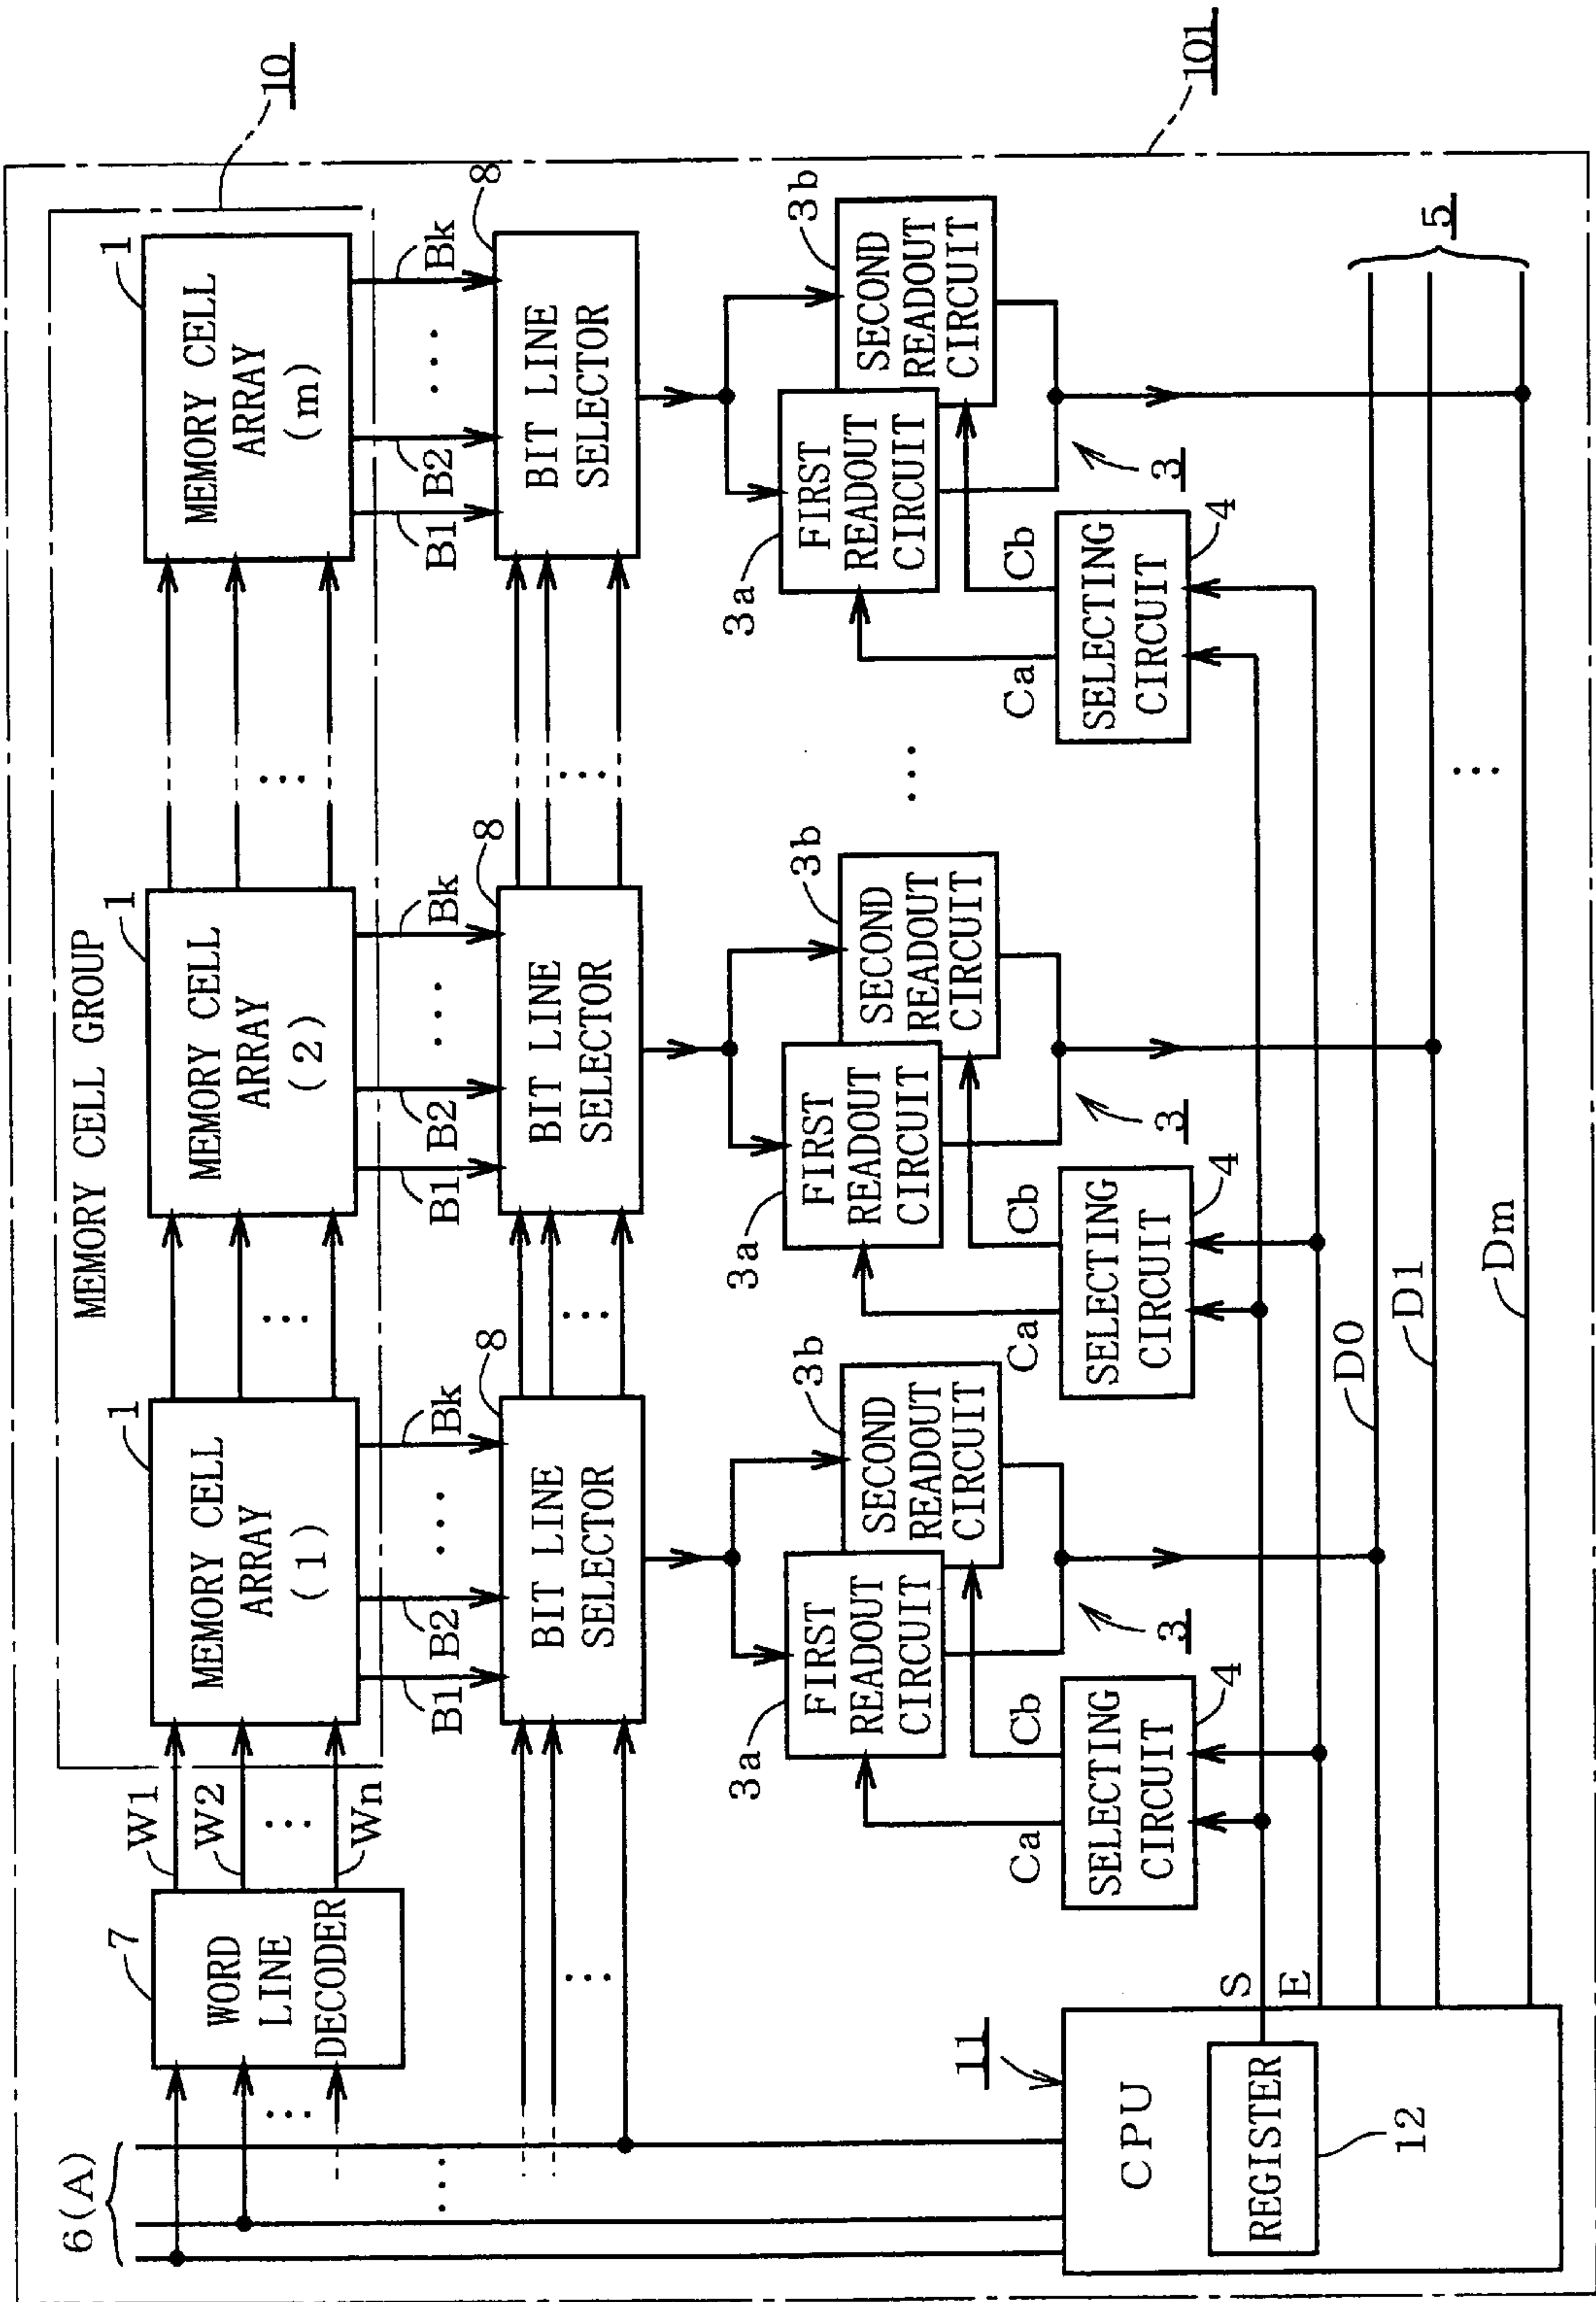 10
101
MEMORY CELL GROUP
6(A)
7
WORD
LINE
DECODER
W1
W2
⋮
Wn
1
MEMORY CELL
ARRAY
(1)
1
MEMORY CELL
ARRAY
(2)
1
MEMORY CELL
ARRAY
(m)
B1
B2
...
Bk
B1
B2
...
Bk
B1
B2
...
Bk
8
BIT LINE
SELECTOR
8
BIT LINE
SELECTOR
8
BIT LINE
SELECTOR
3a
FIRST
READOUT
CIRCUIT
3b
SECOND
READOUT
CIRCUIT
3a
FIRST
READOUT
CIRCUIT
3b
SECOND
READOUT
CIRCUIT
...
3a
FIRST
READOUT
CIRCUIT
3b
SECOND
READOUT
CIRCUIT
Ca
Cb
3
Ca
Cb
3
Ca
Cb
3
SELECTING
CIRCUIT
4
SELECTING
CIRCUIT
4
SELECTING
CIRCUIT
4
11
CPU
REGISTER
12
S
E
D0
D1
Dm
5